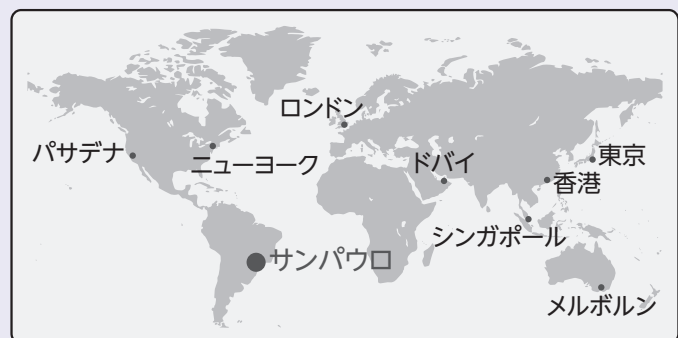 ロンドン
パサデナ
ニューヨーク
ドバイ
東京
香港
シンガポール
サンパウロ
メルボルン